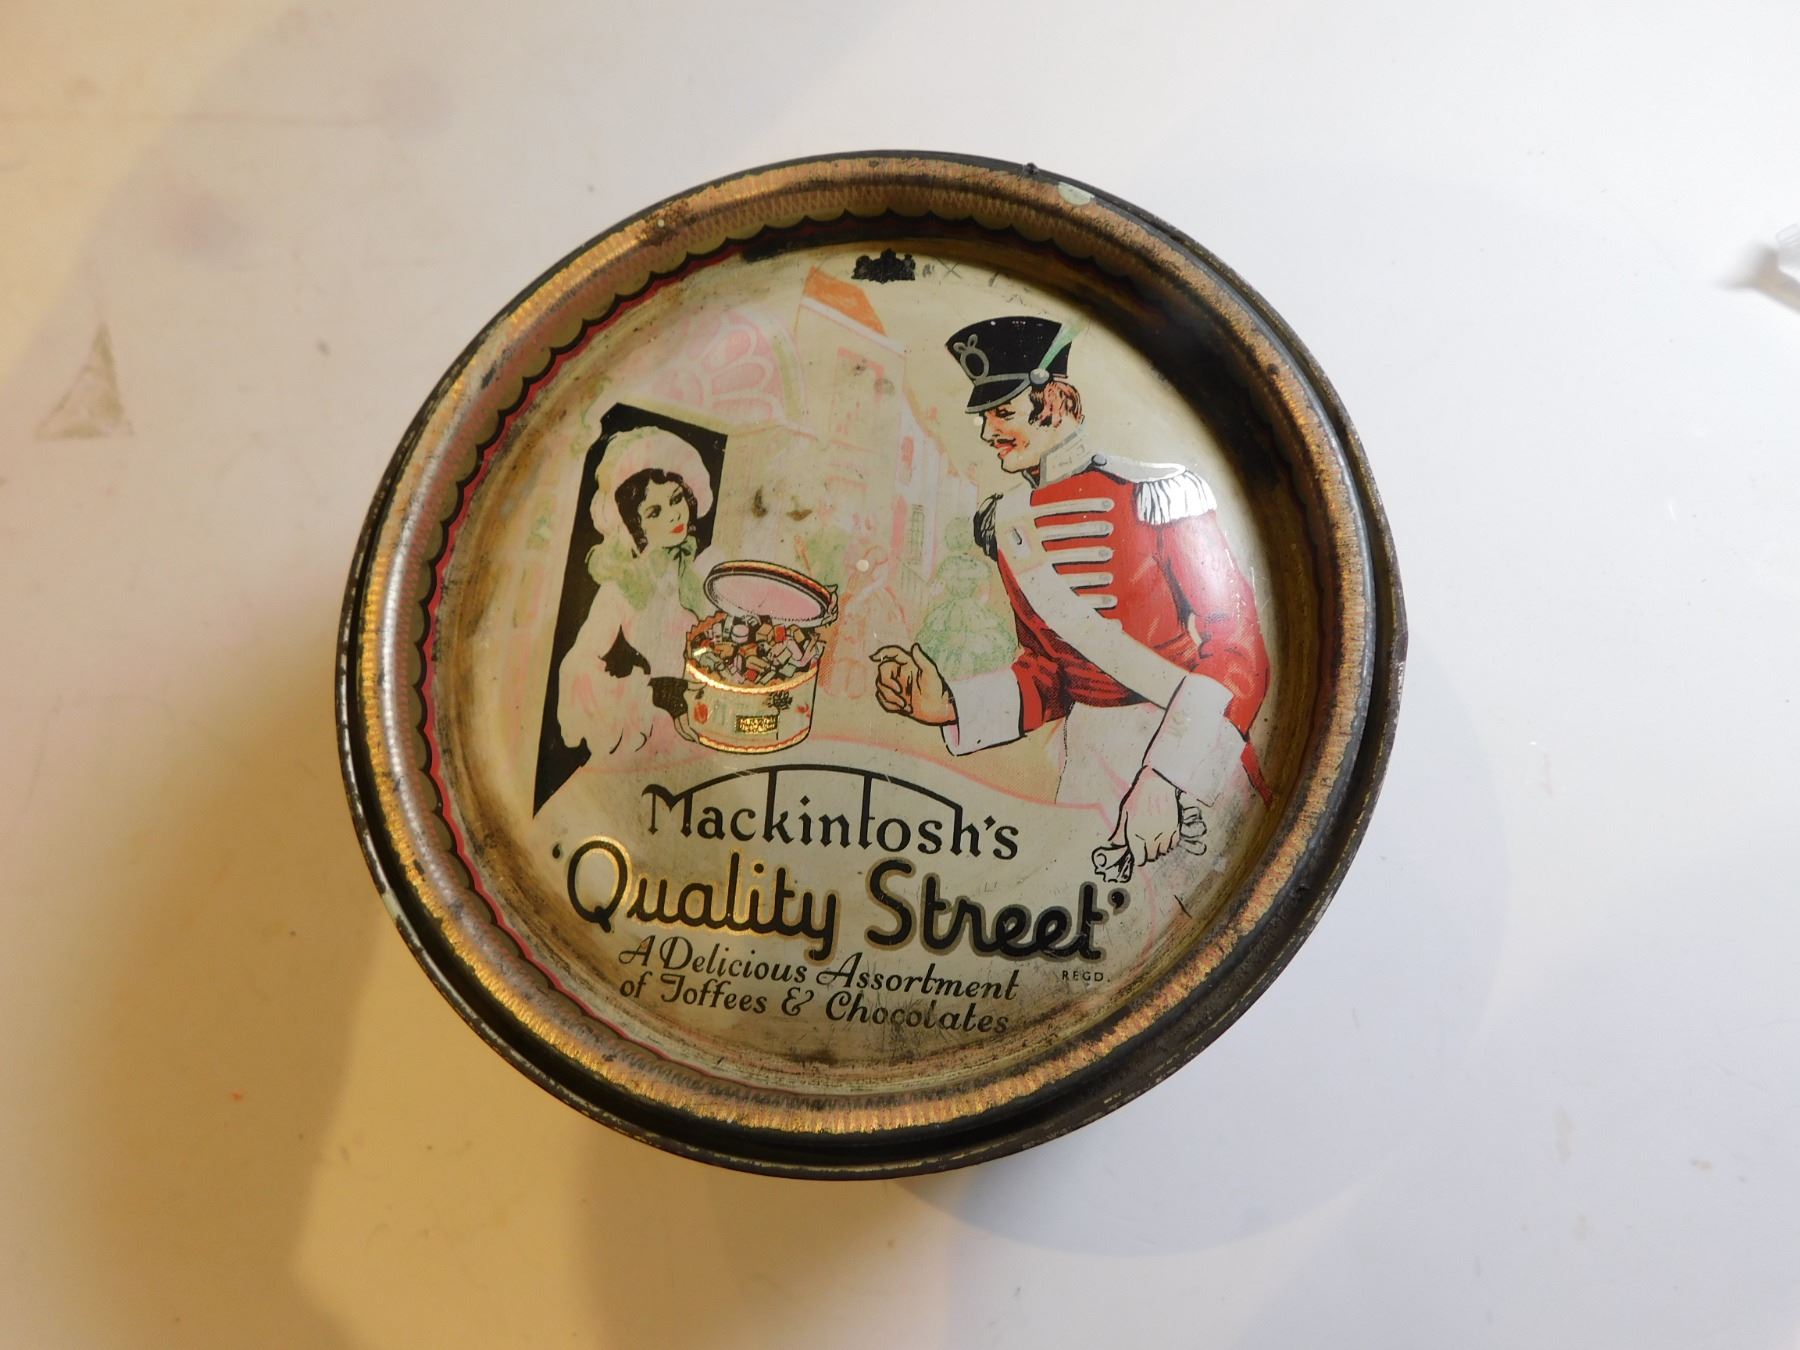 Mackintosh's
'Quality Street'
REGD.
A Delicious Assortment
of Toffees & Chocolates